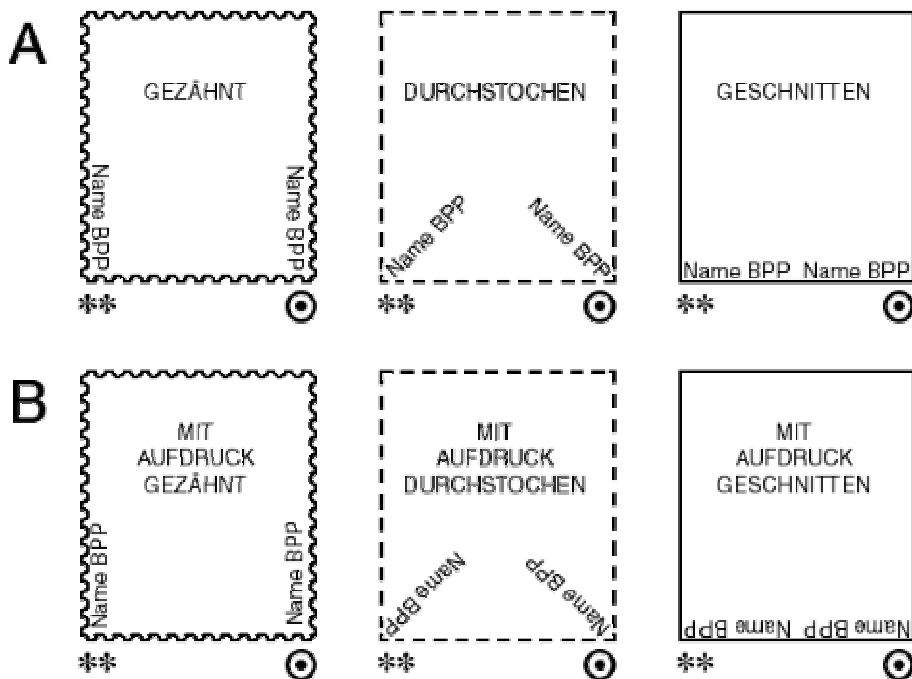 A
GEZÄHNT
Name BPP
Name BPP
**
DURCHSTOCHEN
Name BPP
Name BPP
**
GESCHNITTEN
Name BPP Name BPP
**
B
MIT
AUFDRUCK
GEZÄHNT
Name BPP
Name BPP
**
MIT
AUFDRUCK
DURCHSTOCHEN
Name BPP
Name BPP
**
MIT
AUFDRUCK
GESCHNITTEN
Name BPP Name BPP
**